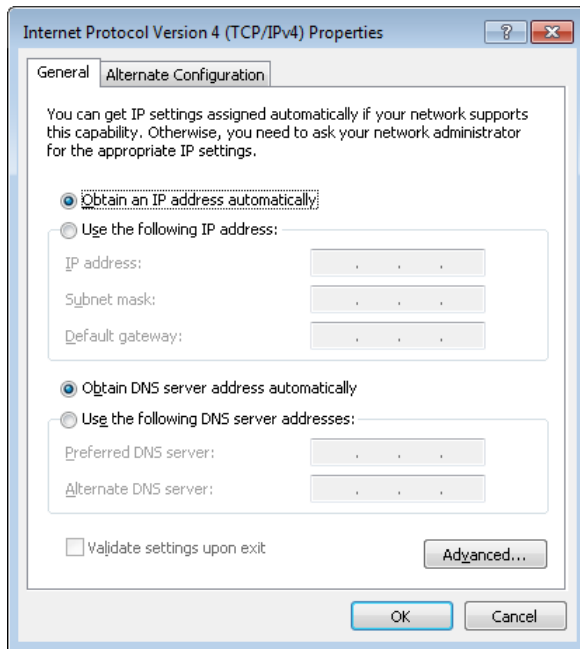 Internet Protocol Version 4 (TCP/IPv4) Properties
General
Alternate Configuration
You can get IP settings assigned automatically if your network supports
this capability. Otherwise, you need to ask your network administrator
for the appropriate IP settings.
Obtain an IP address automatically
Use the following IP address:
IP address:
Subnet mask:
Default gateway:
Obtain DNS server address automatically
Use the following DNS server addresses:
Preferred DNS server:
Alternate DNS server:
Validate settings upon exit
Advanced...
OK
Cancel